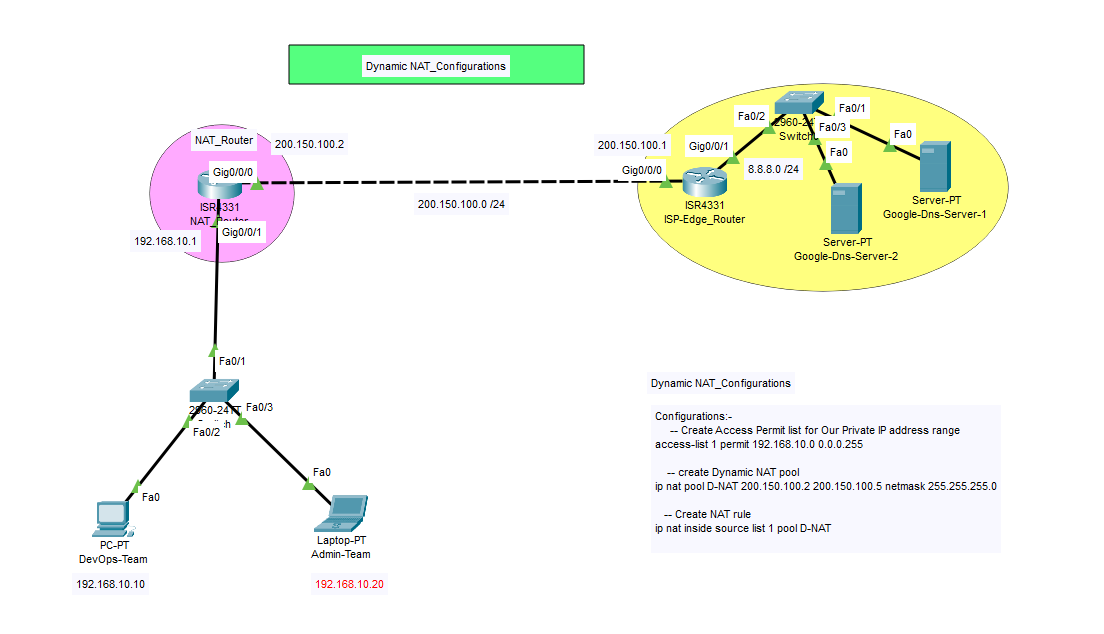 Dynamic NAT_Configurations
NAT_Router
200.150.100.2
Gig0/0/0
ISR4331
NAT_Router
Gig0/0/1
192.168.10.1
200.150.100.0 /24
200.150.100.1
Gig0/0/0
Gig0/0/1
ISR4331
ISP-Edge_Router
8.8.8.0 /24
Fa0/2
Fa0/1
Fa0/3
Switch
Fa0
Fa0
Server-PT
Google-Dns-Server-1
Server-PT
Google-Dns-Server-2
Fa0/1
2960-24TT
Fa0/3
Fa0/2
Fa0
Fa0
PC-PT
DevOps-Team
192.168.10.10
Laptop-PT
Admin-Team
192.168.10.20
Dynamic NAT_Configurations
Configurations:-
-- Create Access Permit list for Our Private IP address range
access-list 1 permit 192.168.10.0 0.0.0.255
-- create Dynamic NAT pool
ip nat pool D-NAT 200.150.100.2 200.150.100.5 netmask 255.255.255.0
-- Create NAT rule
ip nat inside source list 1 pool D-NAT